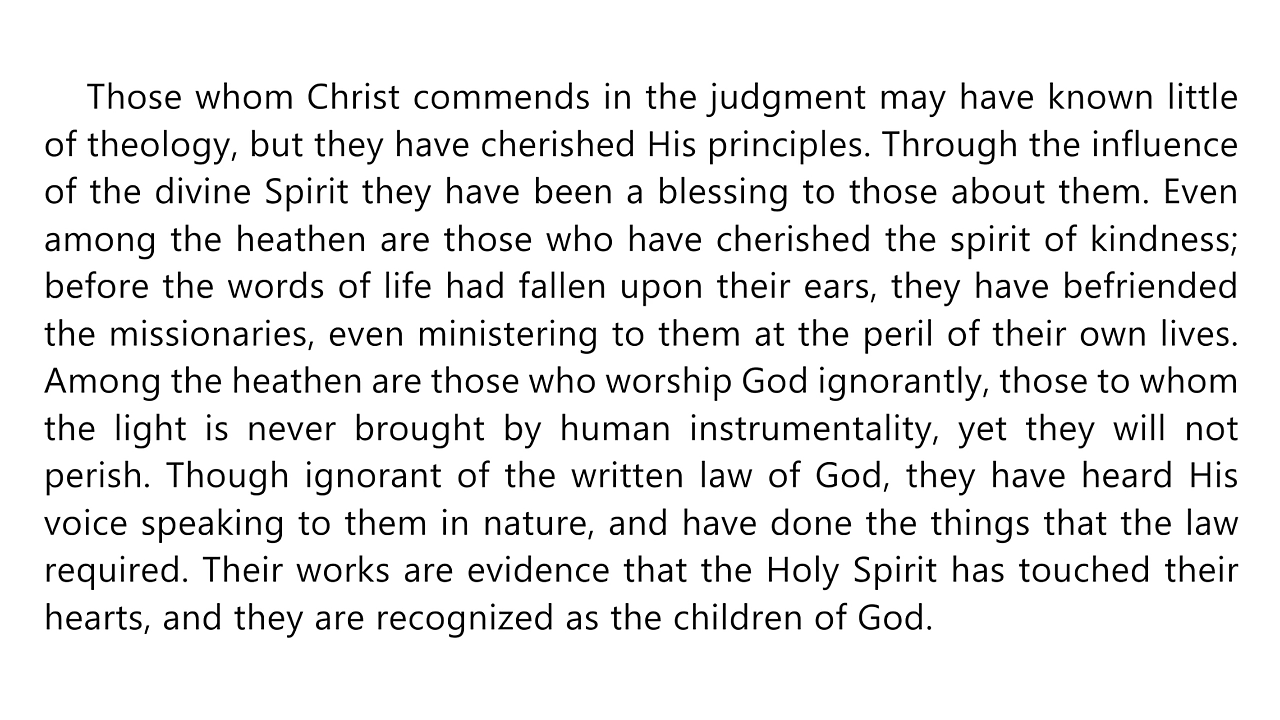 Those whom Christ commends in the judgment may have known little
of theology, but they have cherished His principles. Through the influence
of the divine Spirit they have been a blessing to those about them. Even
among the heathen are those who have cherished the spirit of kindness;
before the words of life had fallen upon their ears, they have befriended
the missionaries, even ministering to them at the peril of their own lives.
Among the heathen are those who worship God ignorantly, those to whom
the light is never brought by human instrumentality, yet they will not
perish. Though ignorant of the written law of God, they have heard His
voice speaking to them in nature, and have done the things that the law
required. Their works are evidence that the Holy Spirit has touched their
hearts, and they are recognized as the children of God.